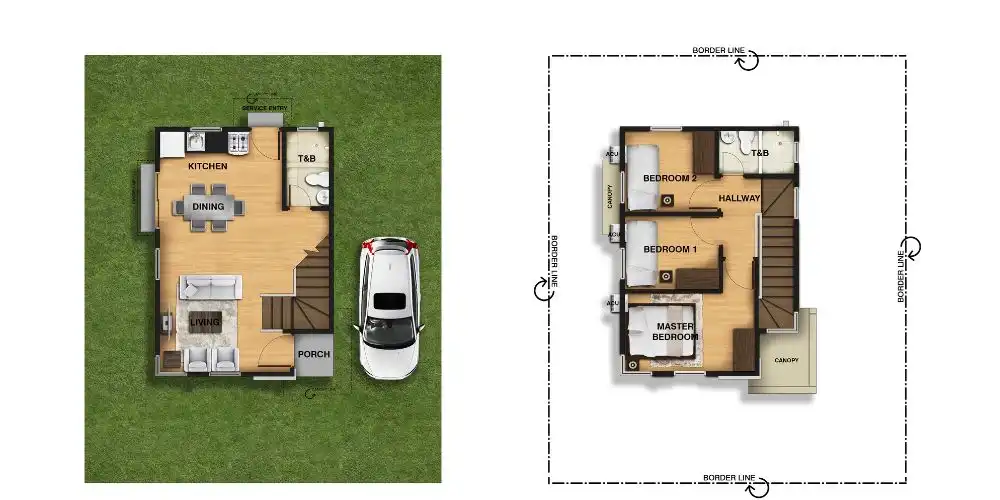 SERVICE ENTRY
T&B
KITCHEN
DINING
LIVING
PORCH
BORDER LINE
ACU
T&B
BEDROOM 2
CANOPY
HALLWAY
ACU
BEDROOM 1
BORDER LINE
BORDER LINE
ACU
MASTER
BEDROOM
CANOPY
BORDER LINE